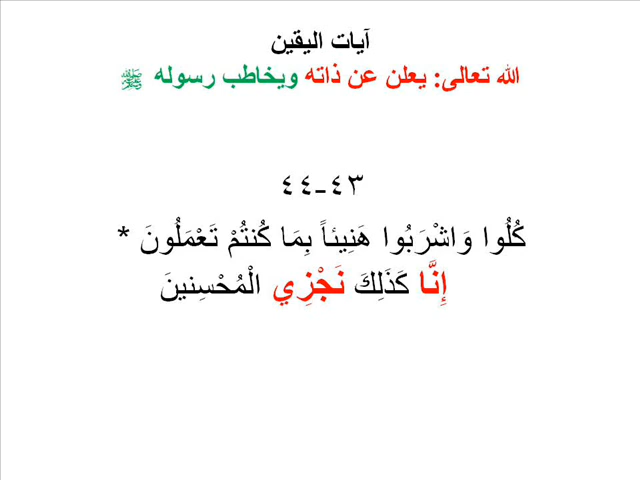 آيات اليقين
الله تعالى: يعلن عن ذاته ويخاطب رسوله ﷺ
٤٣-٤٤
كُلُوا وَاشْرَبُوا هَنِيئاً بِمَا كُنتُمْ تَعْمَلُونَ *
إِنَّا كَذَلِكَ نَجْزِي الْمُحْسِنينَ